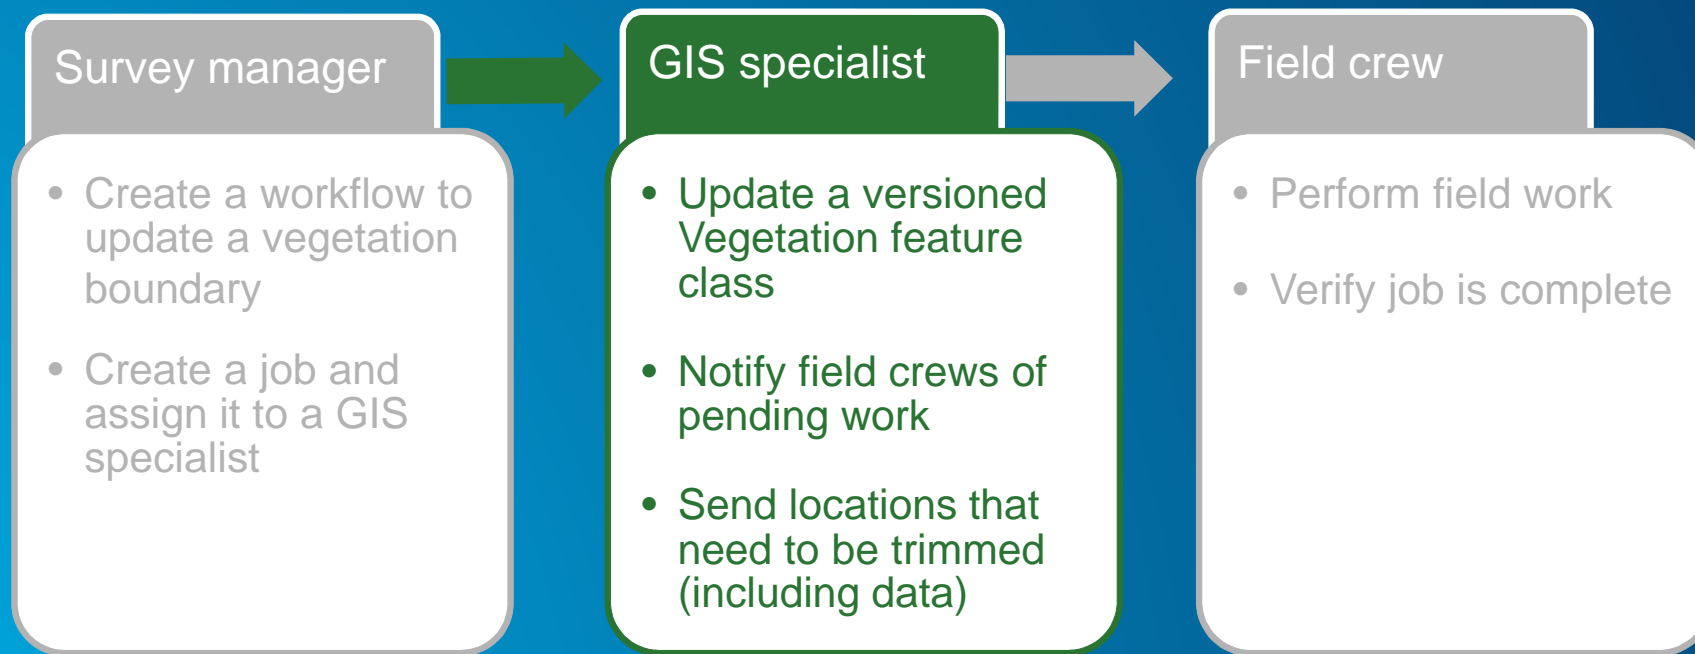 Survey manager
• Create a workflow to
update a vegetation
boundary
• Create a job and
assign it to a GIS
specialist
GIS specialist
• Update a versioned
Vegetation feature
class
• Notify field crews of
pending work
• Send locations that
need to be trimmed
(including data)
Field crew
• Perform field work
• Verify job is complete